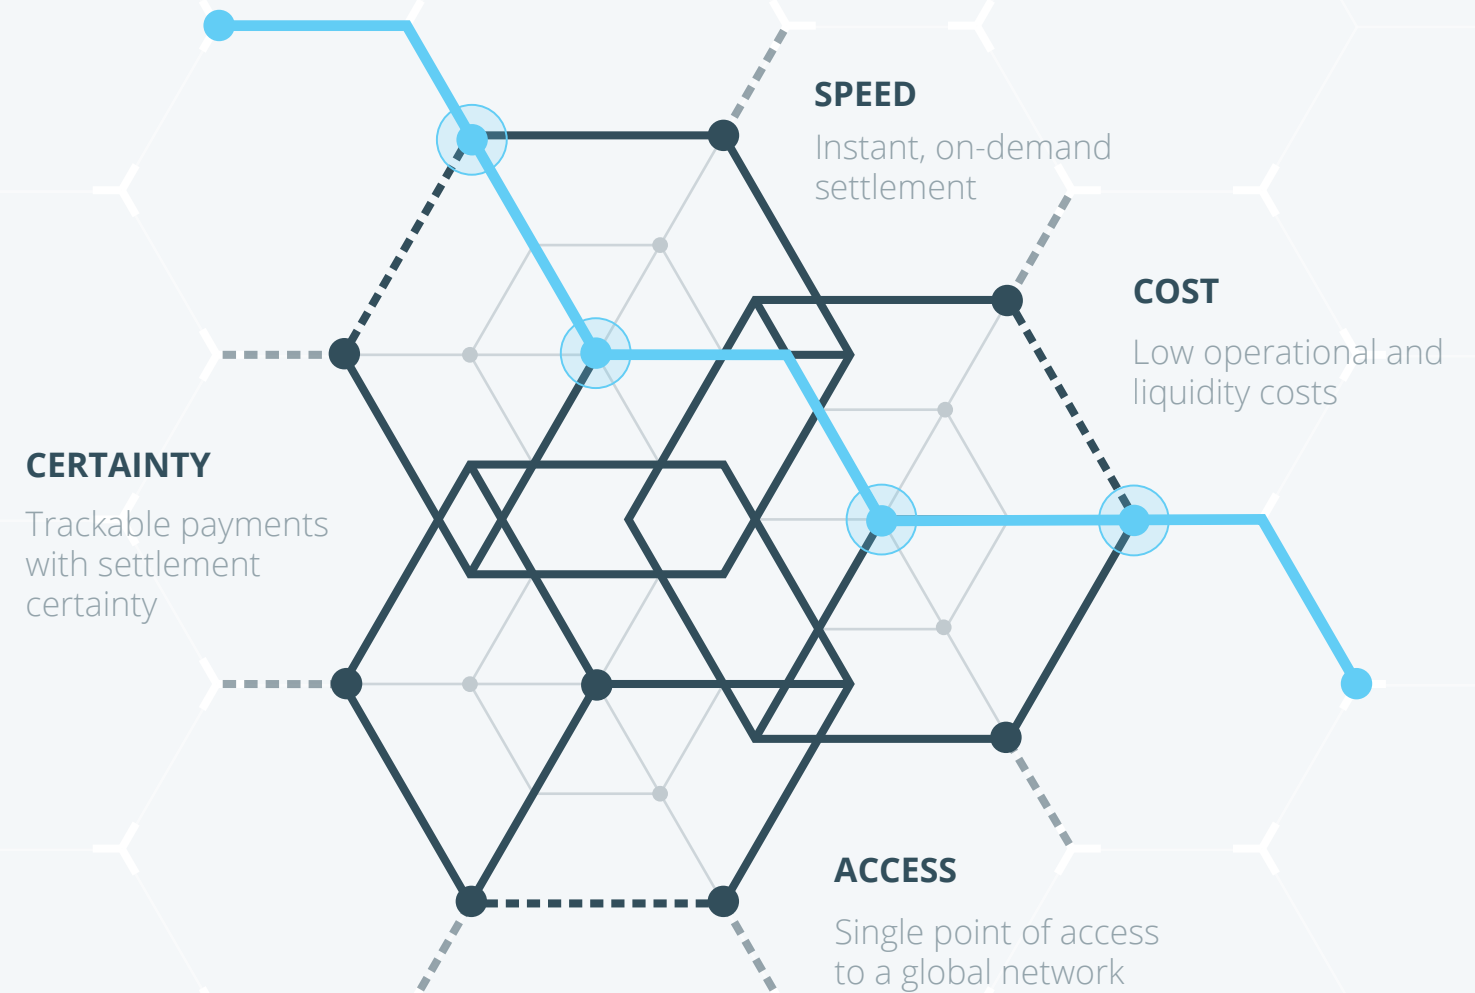 SPEED
Instant, on-demand
settlement
COST
Low operational and
liquidity costs
CERTAINTY
Trackable payments
with settlement
certainty
ACCESS
Single point of access
to a global network